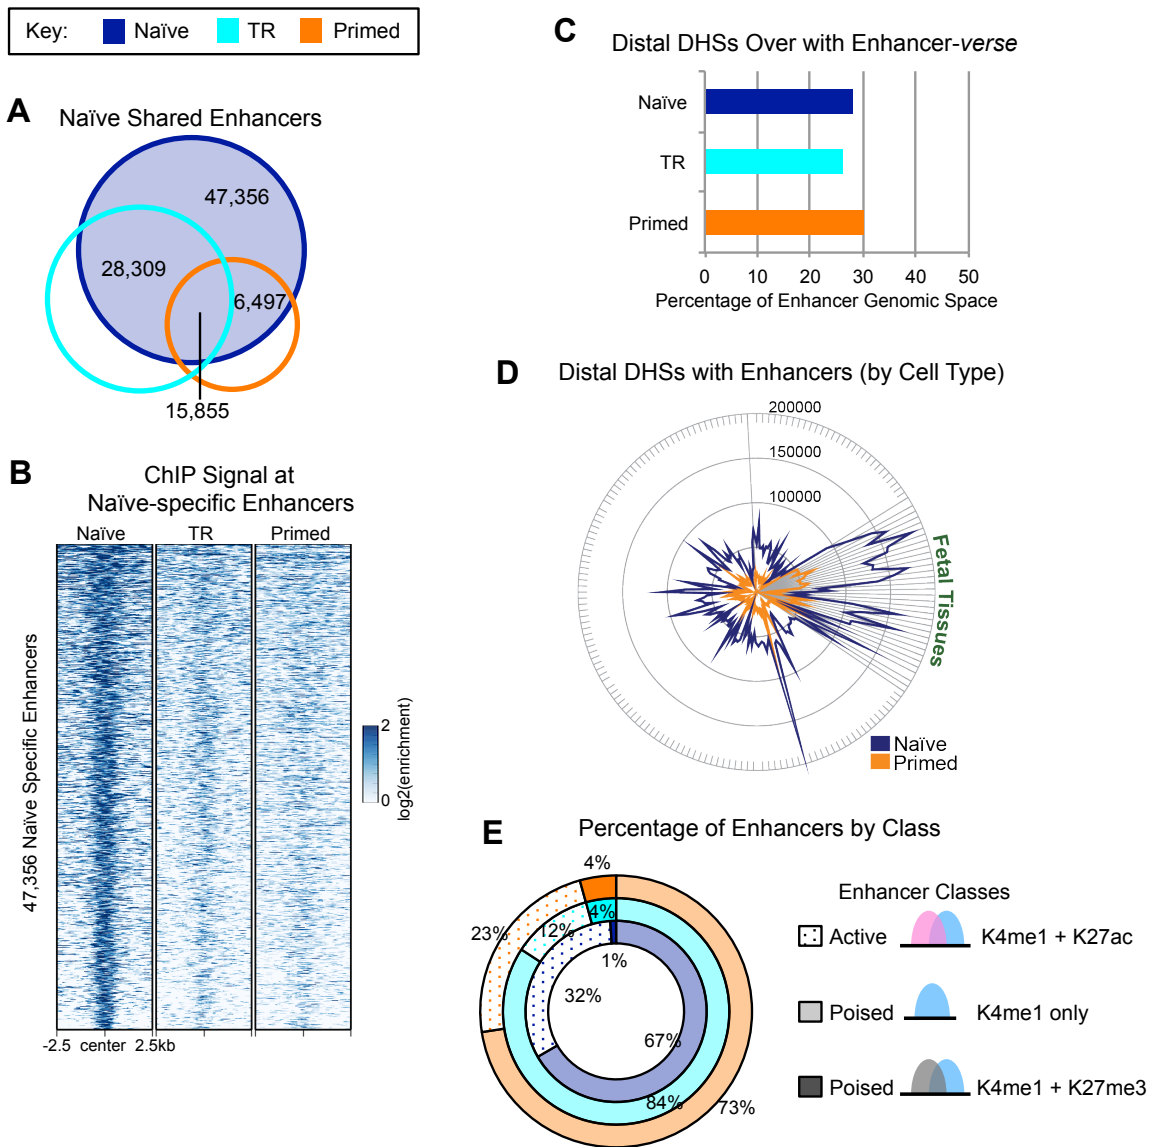 Key: Naïve TR Primed
A
Naïve Shared Enhancers
47,356
28,309
6,497
15,855
B
ChIP Signal at
Naïve-specific Enhancers
Naïve TR Primed
47,356 Naïve Specific Enhancers
-2.5 center 2.5kb
2
0
log2(enrichment)
C
Distal DHSs Over with Enhancer-verse
Naïve
TR
Primed
0 10 20 30 40 50
Percentage of Enhancer Genomic Space
D
Distal DHSs with Enhancers (by Cell Type)
200000
150000
100000
Fetal Tissues
Naïve
Primed
E
Percentage of Enhancers by Class
4%
4%
23%
12%
1%
32%
67%
84%
73%
Enhancer Classes
Active K4me1 + K27ac
Poised K4me1 only
Poised K4me1 + K27me3